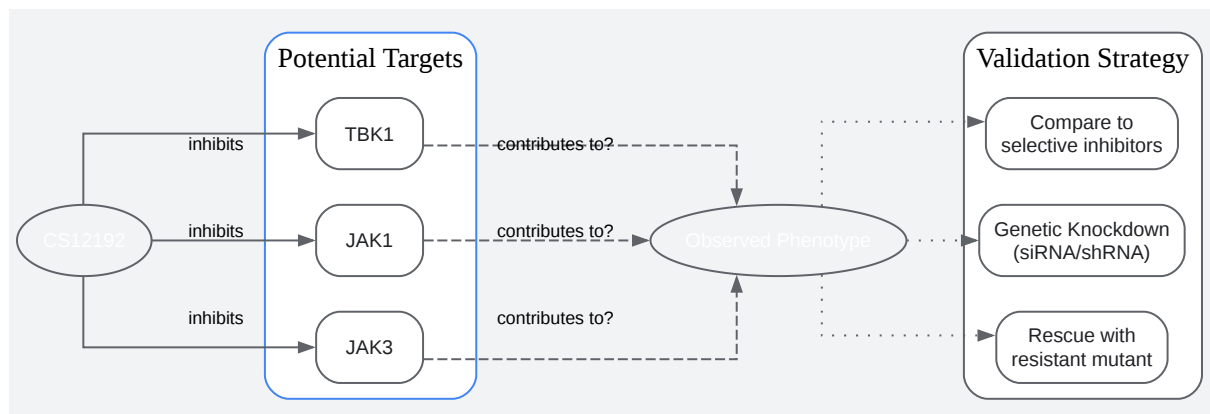 Potential Targets
Validation Strategy
TBK1
Compare to
selective inhibitors
inhibits
contributes to?
CS12192
inhibits
JAK1
contributes to?
Observed Phenotype
Genetic Knockdown
(siRNA/shRNA)
inhibits
JAK3
contributes to?
Rescue with
resistant mutant